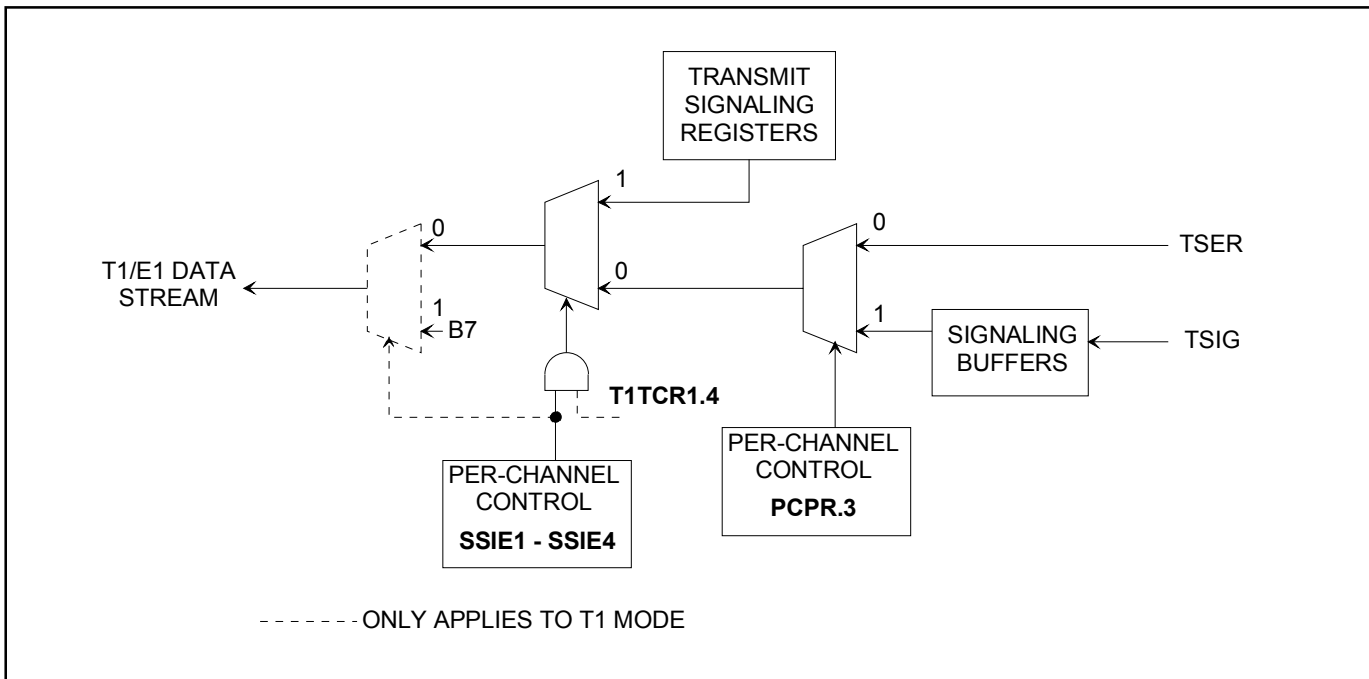 TRANSMIT
SIGNALING
REGISTERS
1
0
0
0
TSER
T1/E1 DATA
STREAM
1
B7
1
SIGNALING
BUFFERS
TSIG
T1TCR1.4
PER-CHANNEL
CONTROL
SSIE1 - SSIE4
PER-CHANNEL
CONTROL
PCPR.3
ONLY APPLIES TO T1 MODE